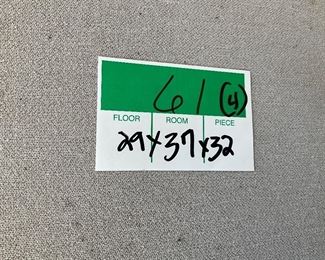 61 (4)
FLOOR ROOM PIECE
29x37x32